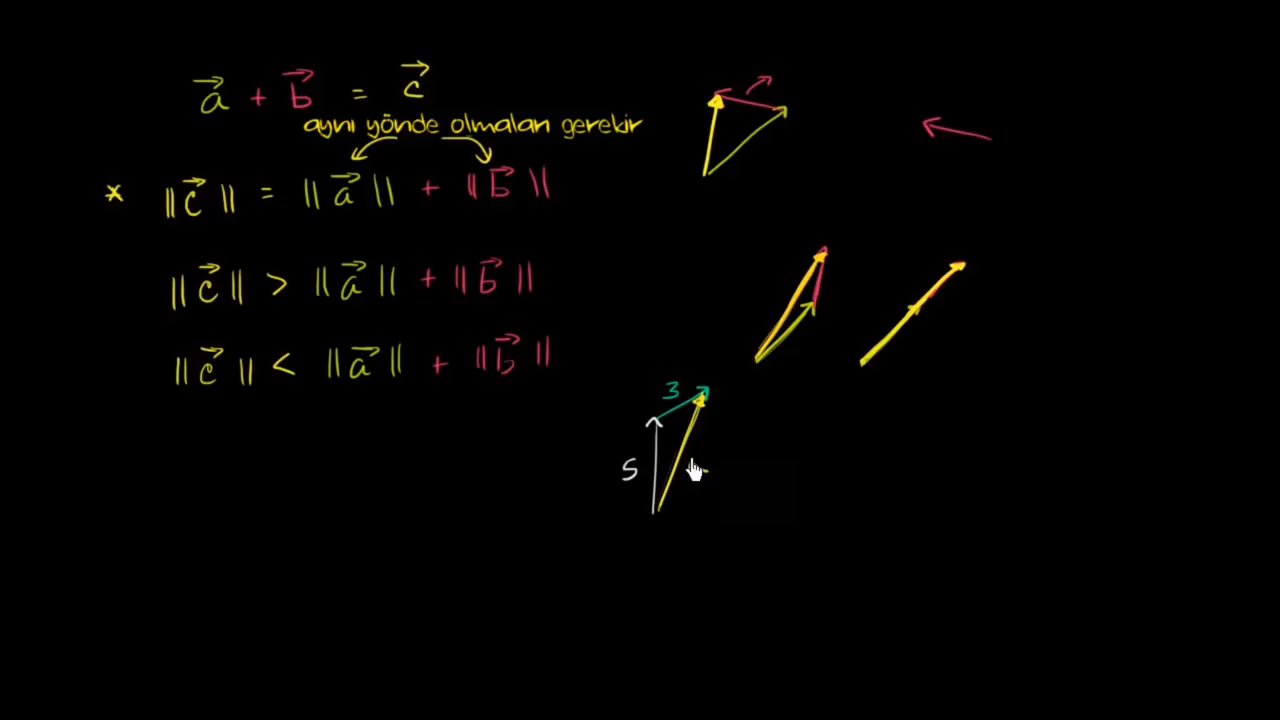 a⃗ + b⃗ = c⃗
aynı yönde olmaları gerekir
* ||c⃗|| = ||a⃗|| + ||b⃗||
||c⃗|| > ||a⃗|| + ||b⃗||
||c⃗|| < ||a⃗|| + ||b⃗||
3
5